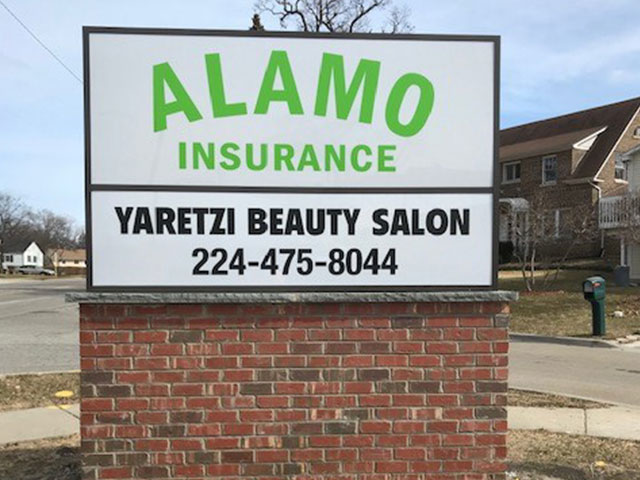 ALAMO
INSURANCE
YARETZI BEAUTY SALON
224-475-8044